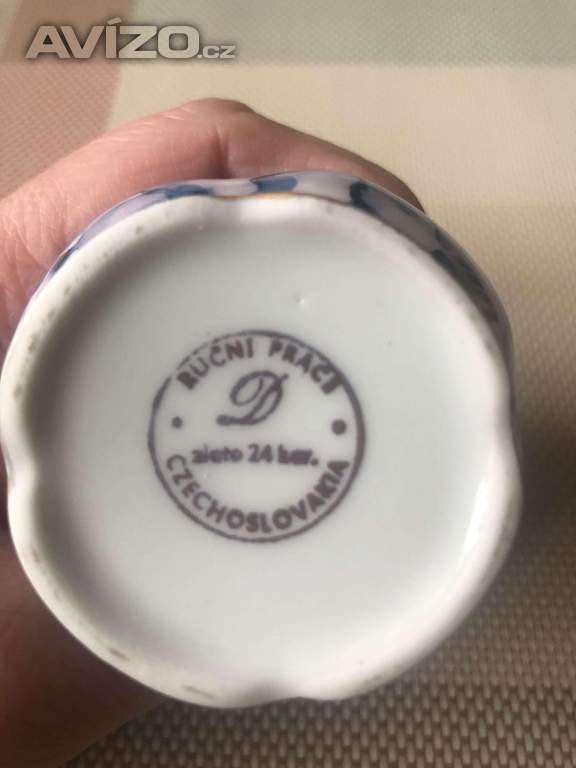 AVÍZO.cz
RUČNÍ PRÁCE
D
zlato 24 kar.
CZECHOSLOVAKIA